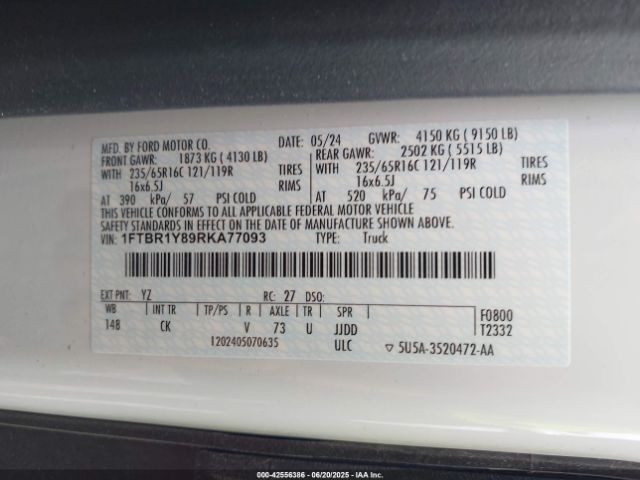 MFD. BY FORD MOTOR CO. DATE: 05/24 GVWR: 4150 KG ( 9150 LB)
FRONT GAWR: 1873 KG ( 4130 LB) REAR GAWR: 2502 KG ( 5515 LB)
WITH 235/65R16C 121/119R TIRES WITH 235/65R16C 121/119R TIRES
16x6.5J RIMS 16x6.5J RIMS
AT 390 kPa/ 57 PSI COLD AT 520 kPa/ 75 PSI COLD
THIS VEHICLE CONFORMS TO ALL APPLICABLE FEDERAL MOTOR VEHICLE
SAFETY STANDARDS IN EFFECT ON THE DATE OF MANUFACTURE SHOWN ABOVE.
VIN: 1FTBR1Y89RKA77093 TYPE: Truck
EXT PNT: YZ RC: 27 DSO:
WB INT TR TP/PS R AXLE TR SPR F0800
148 CK V 73 U JJDD T2332
1202405070635 ULC ▽ 5U5A-3520472-AA
000-42556386 - 06/20/2025 - IAA Inc.